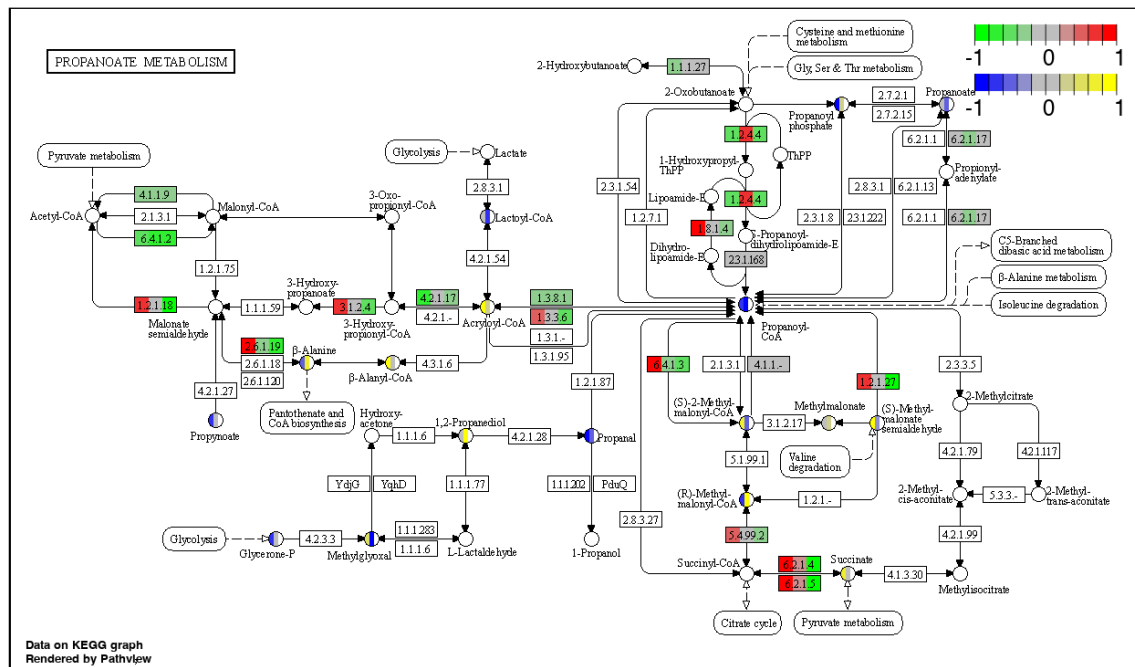 PROPANOATE METABOLISM
Cysteine and methionine
metabolism
2-Hydroxybutanoate
1.1.1.27
Gly, Ser & Thr metabolism
-1 0 1
-1 0 1
2-Oxobutanoate
Propanoyl
phosphate
2.7.2.1
2.7.2.15
Propanoate
Pyruvate metabolism
Glycolysis
Lactate
1.2.4.4
ThPP
6.2.1.1
6.2.1.17
1-Hydroxypropyl-
ThPP
Propionyl-
adenylate
2.8.3.1
2.3.1.54
Lipoamide-E
1.2.4.4
2.8.3.1
6.2.1.13
4.1.1.9
Acetyl-CoA
2.1.3.1
Malonyl-CoA
6.4.1.2
3-Oxo-
propionyl-CoA
Lactoyl-CoA
1.2.7.1
1.8.1.4
2.3.1.8
2.3.1.222
6.2.1.1
6.2.1.17
Dihydro-
lipoamide-E
S-Propanoyl-
dihydrolipoamide-E
2.3.1.168
C5-Branched
dibasic acid metabolism
β-Alanine metabolism
Isoleucine degradation
1.2.1.75
4.2.1.54
1.2.1.18
Malonate
semialdehyde
1.1.1.59
3-Hydroxy-
propanoate
3.1.2.4
3-Hydroxy-
propionyl-CoA
4.2.1.17
4.2.1.-
Acryloyl-CoA
1.3.8.1
1.3.3.6
1.3.1.-
1.3.1.95
Propanoyl-
CoA
2.6.1.19
2.6.1.18
2.6.1.120
β-Alanine
β-Alanyl-CoA
4.3.1.6
6.4.1.3
2.1.3.1
4.1.1.-
1.2.1.27
2.3.3.5
1.2.1.87
4.2.1.27
Pantothenate and
CoA biosynthesis
Propynoate
Hydroxy-
acetone
1.1.1.6
1,2-Propanediol
4.2.1.28
Propanal
(S)-2-Methyl-
malonyl-CoA
3.1.2.17
Methylmalonate
(S)-Methyl-
malonate
semialdehyde
2-Methylcitrate
Valine
degradation
5.1.99.1
4.2.1.79
4.2.1.117
YdjG
YqhD
1.1.1.77
1.1.1.202
PduQ
(R)-Methyl-
malonyl-CoA
1.2.1.-
2-Methyl-
cis-aconitate
5.3.3.-
2-Methyl-
trans-aconitate
2.8.3.27
Glycolysis
Glycerone-P
4.2.3.3
Methylglyoxal
1.1.1.283
1.1.1.6
L-Lactaldehyde
1-Propanol
5.4.99.2
4.2.1.99
Succinyl-CoA
6.2.1.4
6.2.1.5
Succinate
4.1.3.30
Methylisocitrate
Citrate cycle
Pyruvate metabolism
Data on KEGG graph
Rendered by Pathview